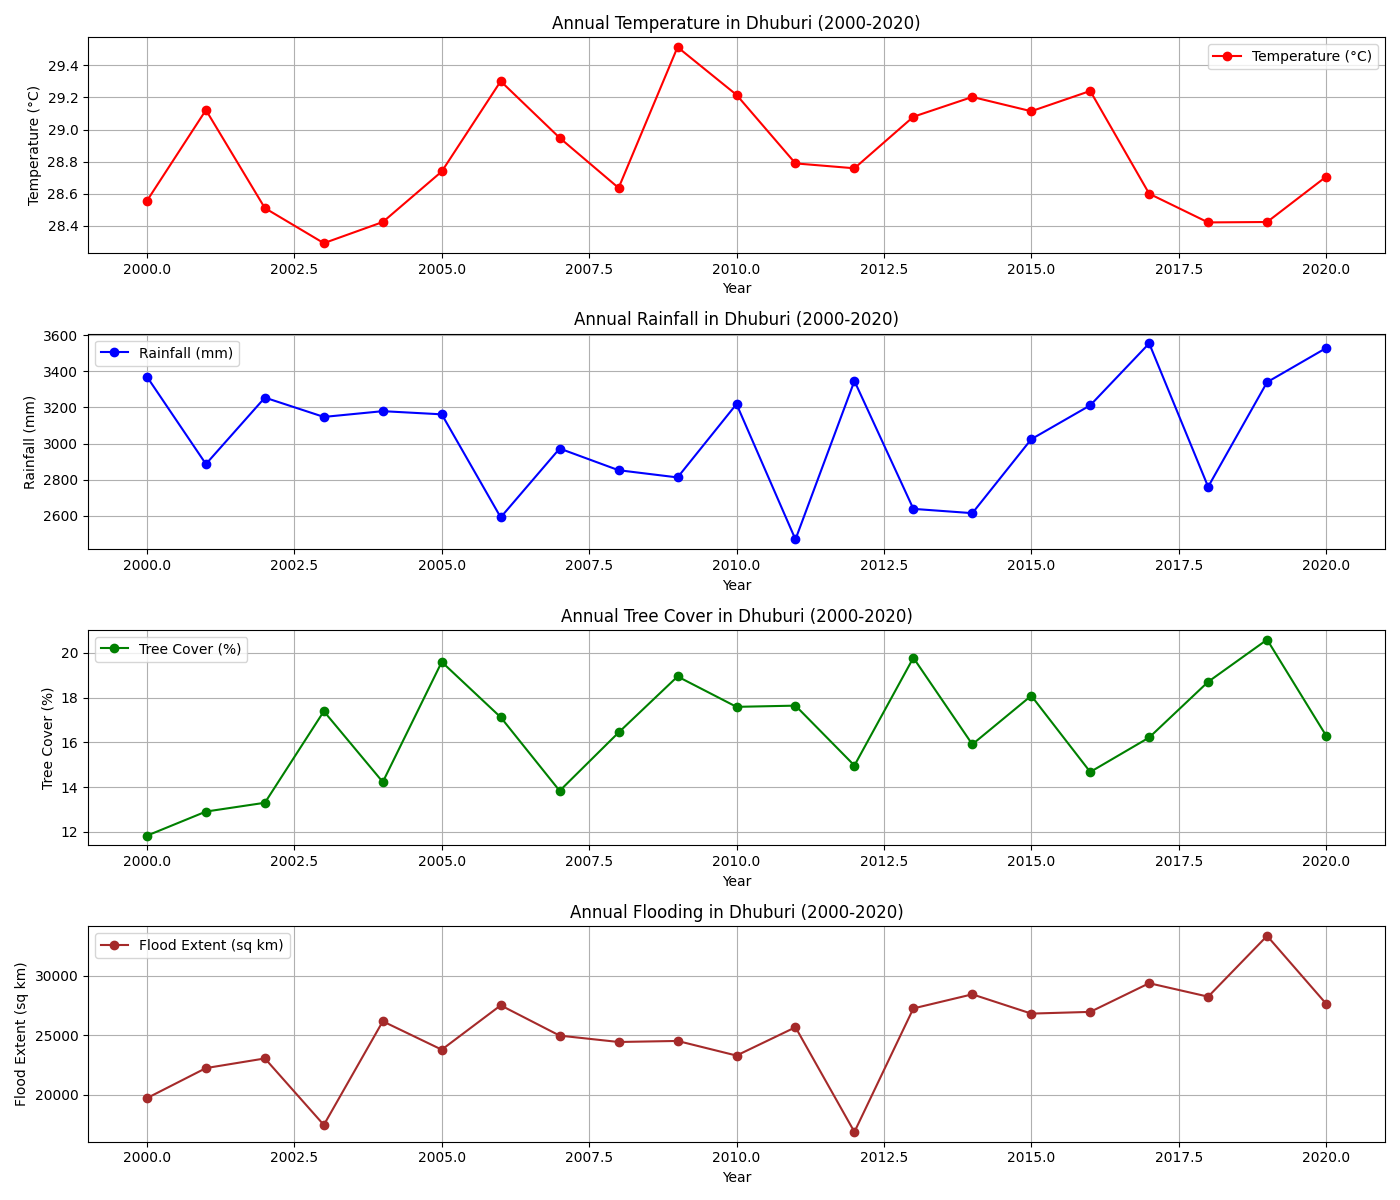 Annual Temperature in Dhuburi (2000-2020)
Temperature (°C)
Temperature (°C)
29.4
29.2
29.0
28.8
28.6
28.4
2000.0 2002.5 2005.0 2007.5 2010.0 2012.5 2015.0 2017.5 2020.0
Year
Annual Rainfall in Dhuburi (2000-2020)
Rainfall (mm)
Rainfall (mm)
3600
3400
3200
3000
2800
2600
2000.0 2002.5 2005.0 2007.5 2010.0 2012.5 2015.0 2017.5 2020.0
Year
Annual Tree Cover in Dhuburi (2000-2020)
Tree Cover (%)
Tree Cover (%)
20
18
16
14
12
2000.0 2002.5 2005.0 2007.5 2010.0 2012.5 2015.0 2017.5 2020.0
Year
Annual Flooding in Dhuburi (2000-2020)
Flood Extent (sq km)
Flood Extent (sq km)
30000
25000
20000
2000.0 2002.5 2005.0 2007.5 2010.0 2012.5 2015.0 2017.5 2020.0
Year